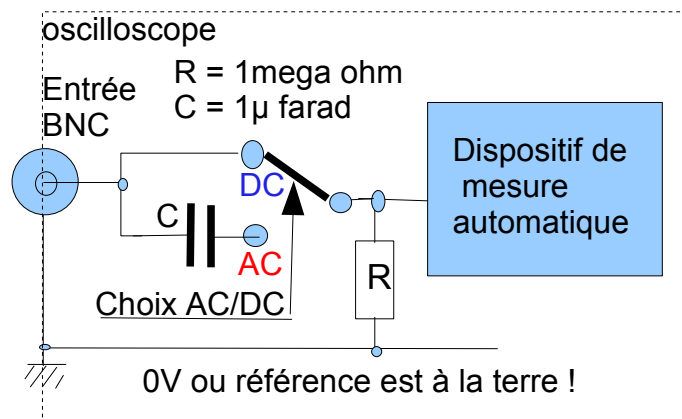 oscilloscope
R = 1mega ohm
C = 1µ farad
Entrée
BNC
DC
C
AC
Choix AC/DC
R
Dispositif de
mesure
automatique
0V ou référence est à la terre !